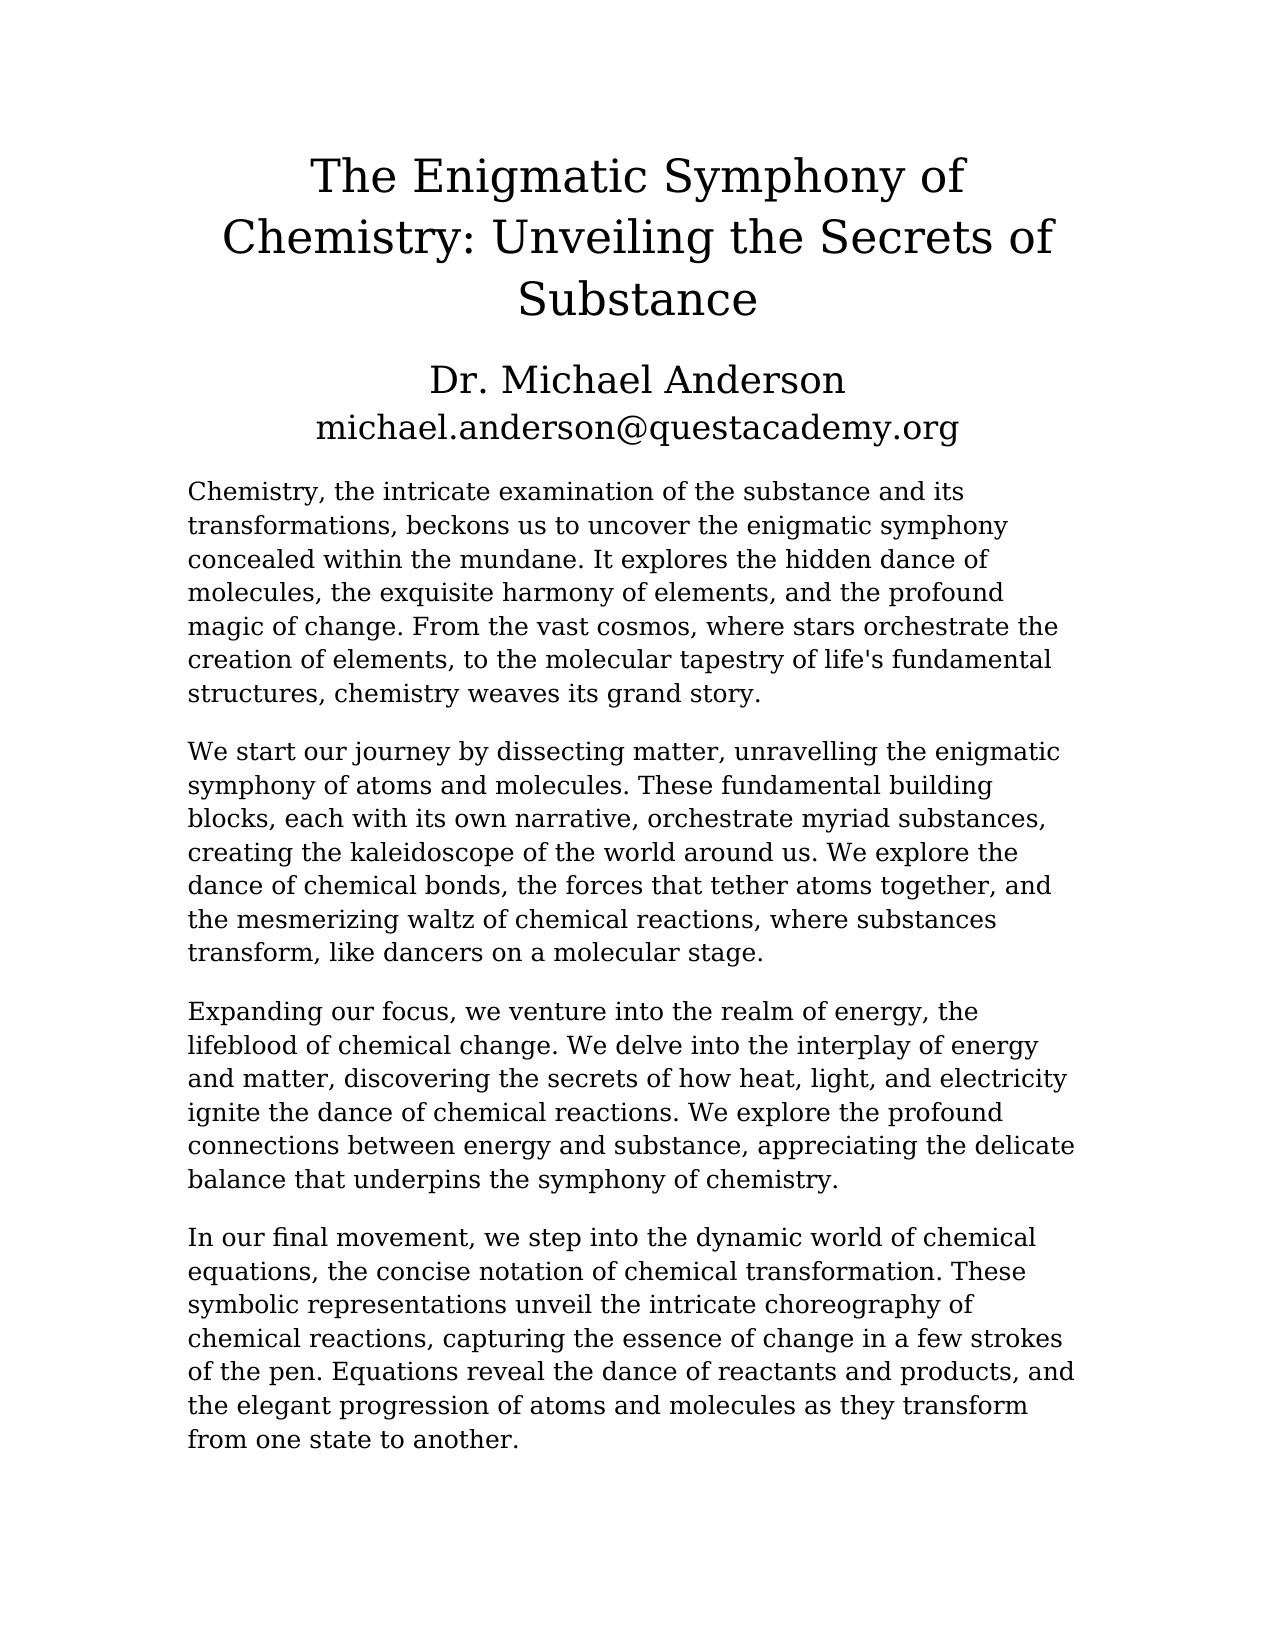 The Enigmatic Symphony of
Chemistry: Unveiling the Secrets of
Substance
Dr. Michael Anderson
michael.anderson@questacademy.org
Chemistry, the intricate examination of the substance and its
transformations, beckons us to uncover the enigmatic symphony
concealed within the mundane. It explores the hidden dance of
molecules, the exquisite harmony of elements, and the profound
magic of change. From the vast cosmos, where stars orchestrate the
creation of elements, to the molecular tapestry of life's fundamental
structures, chemistry weaves its grand story.
We start our journey by dissecting matter, unravelling the enigmatic
symphony of atoms and molecules. These fundamental building
blocks, each with its own narrative, orchestrate myriad substances,
creating the kaleidoscope of the world around us. We explore the
dance of chemical bonds, the forces that tether atoms together, and
the mesmerizing waltz of chemical reactions, where substances
transform, like dancers on a molecular stage.
Expanding our focus, we venture into the realm of energy, the
lifeblood of chemical change. We delve into the interplay of energy
and matter, discovering the secrets of how heat, light, and electricity
ignite the dance of chemical reactions. We explore the profound
connections between energy and substance, appreciating the delicate
balance that underpins the symphony of chemistry.
In our final movement, we step into the dynamic world of chemical
equations, the concise notation of chemical transformation. These
symbolic representations unveil the intricate choreography of
chemical reactions, capturing the essence of change in a few strokes
of the pen. Equations reveal the dance of reactants and products, and
the elegant progression of atoms and molecules as they transform
from one state to another.